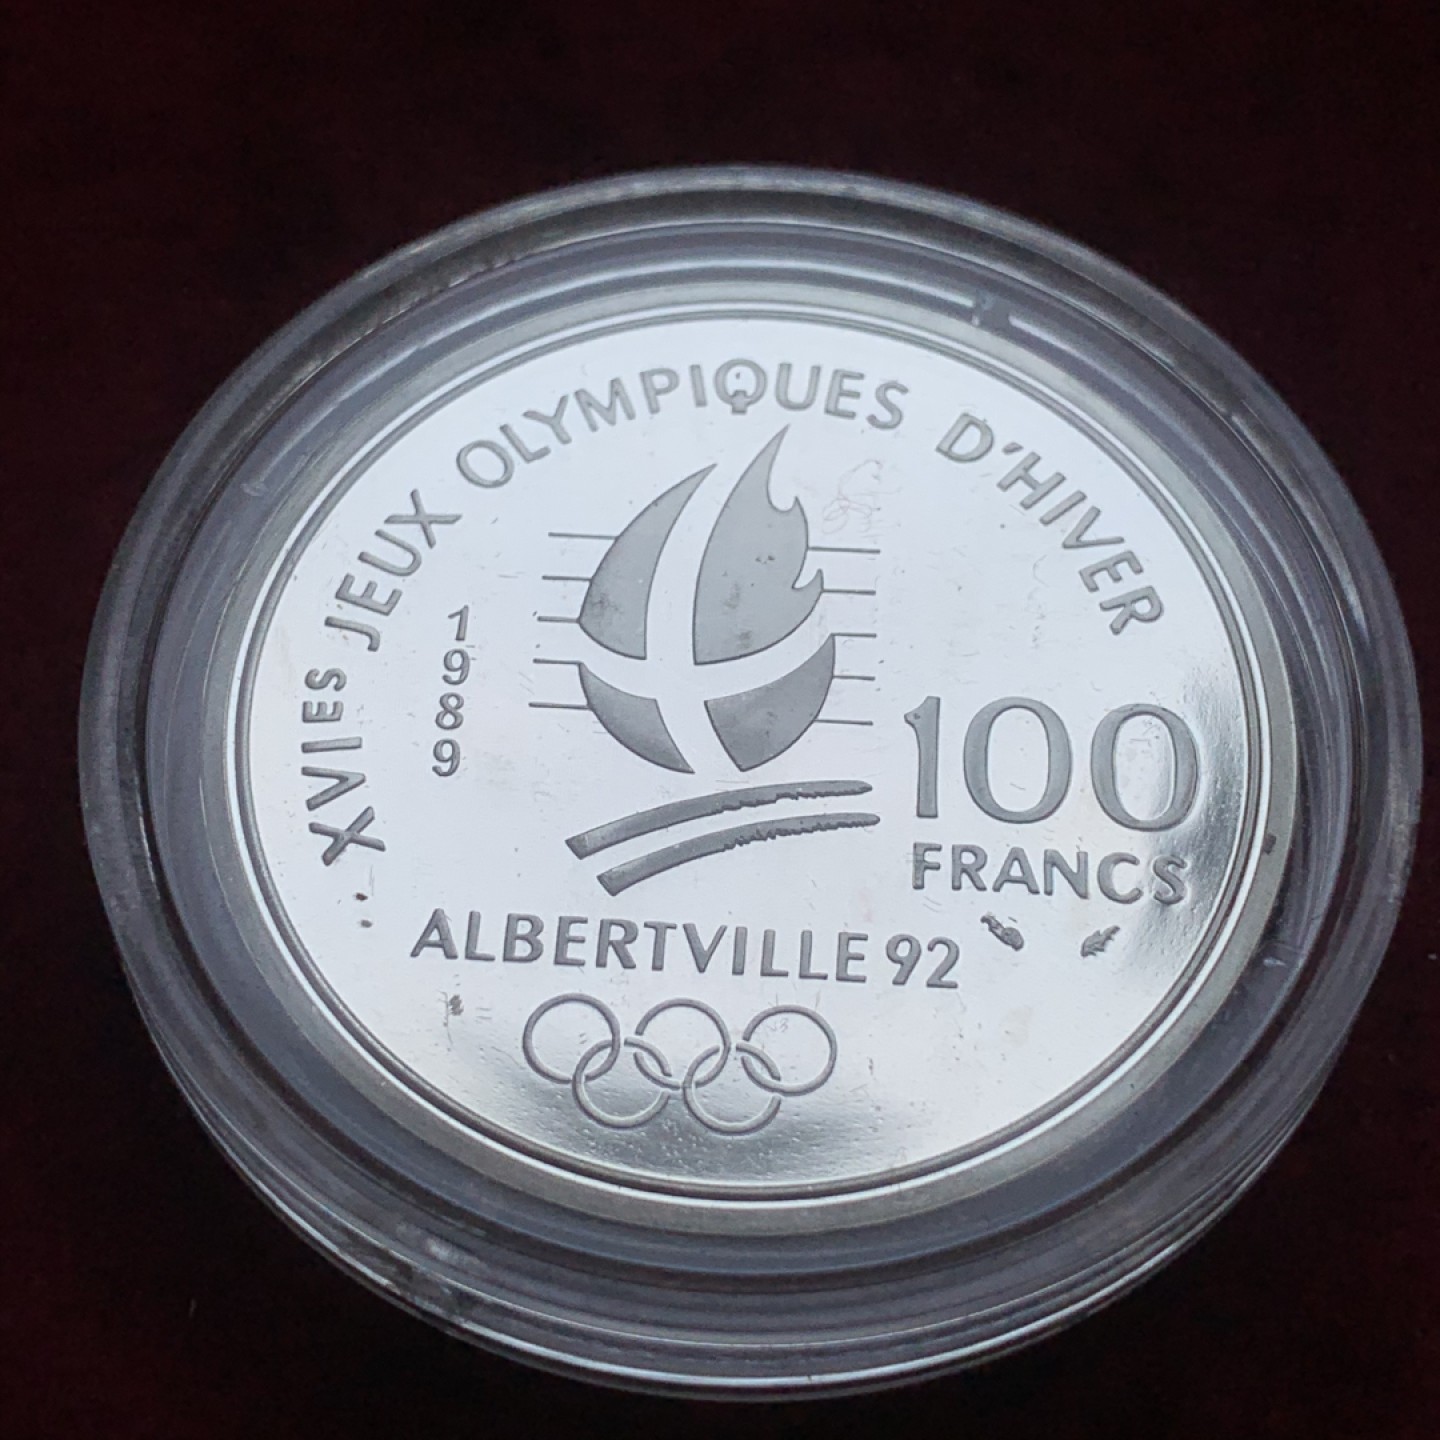 XVIES JEUX OLYMPIQUES D'HIVER
1989
100
FRANCS
ALBERTVILLE 92